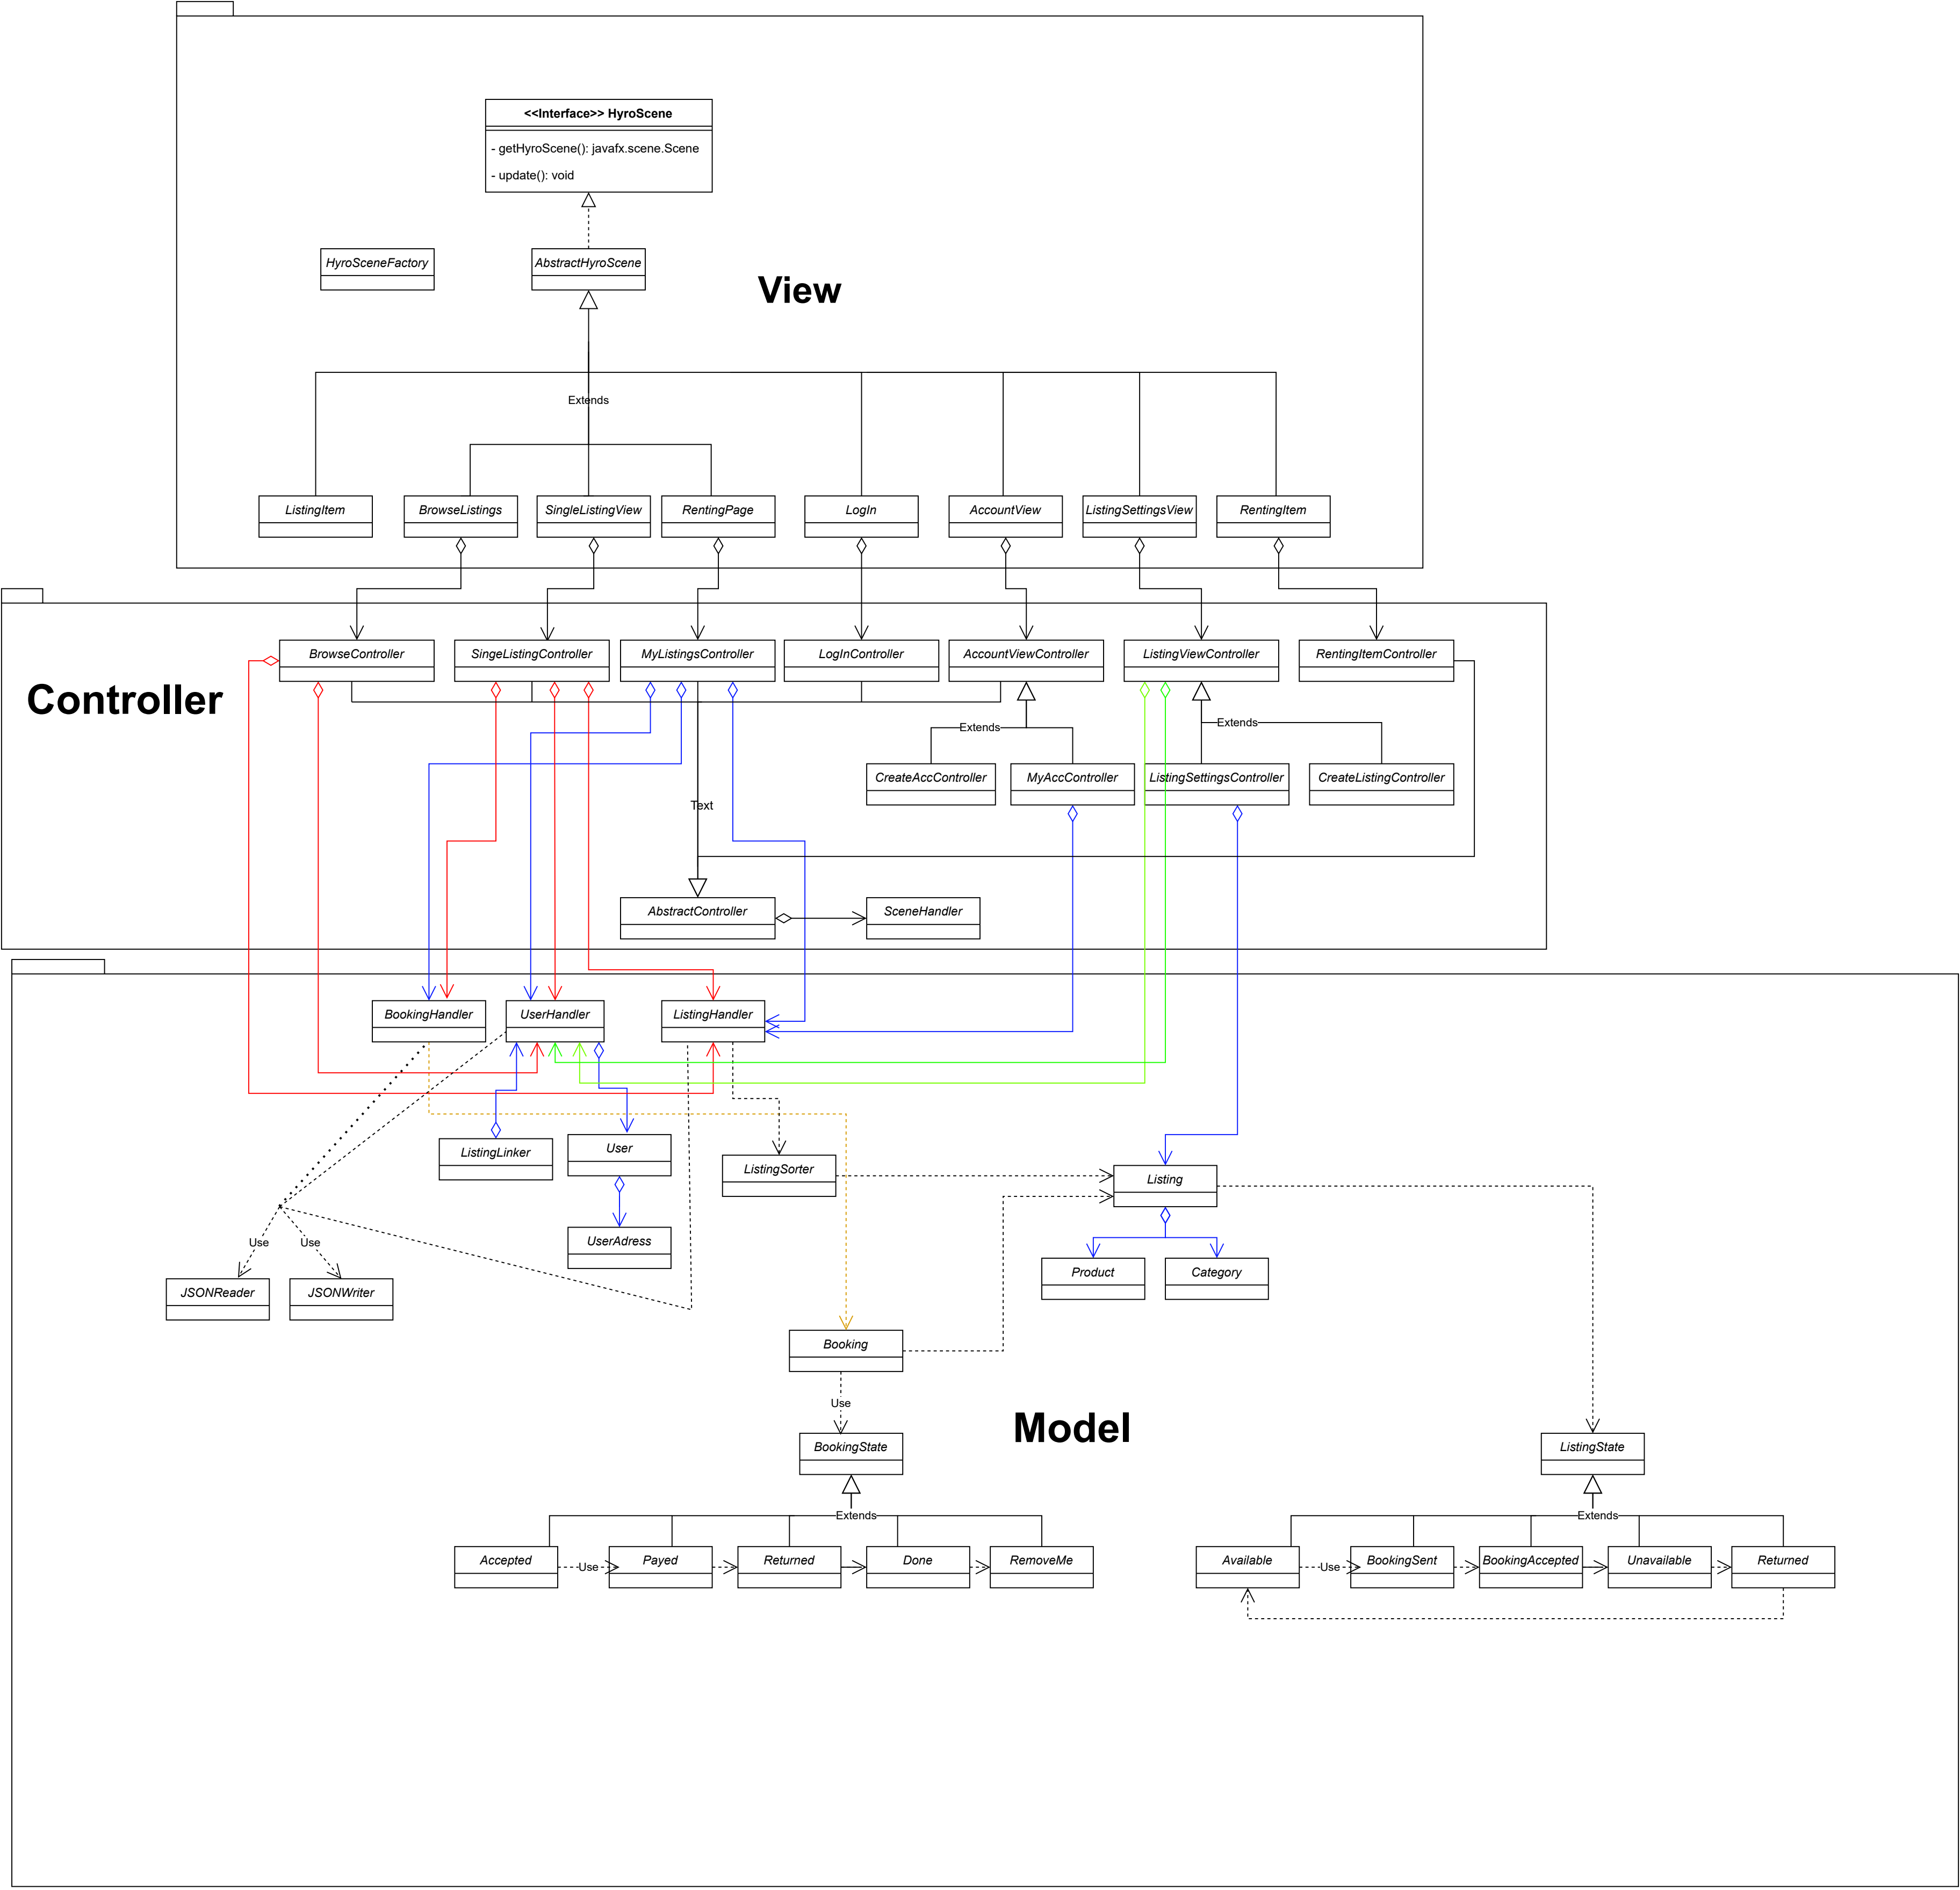 <<Interface>> HyroScene
- getHyroScene(): javafx.scene.Scene
- update(): void
HyroSceneFactory
AbstractHyroScene
View
Extends
ListingItem
BrowseListings
SingleListingView
RentingPage
LogIn
AccountView
ListingSettingsView
RentingItem
Controller
BrowseController
SingeListingController
MyListingsController
LogInController
AccountViewController
ListingViewController
RentingItemController
Extends
Extends
CreateAccController
MyAccController
ListingSettingsController
CreateListingController
Text
AbstractController
SceneHandler
BookingHandler
UserHandler
ListingHandler
ListingLinker
User
ListingSorter
Listing
UserAdress
Use
Use
Product
Category
JSONReader
JSONWriter
Booking
Use
Model
BookingState
ListingState
Extends
Extends
Accepted
Use
Payed
Returned
Done
RemoveMe
Available
Use
BookingSent
BookingAccepted
Unavailable
Returned